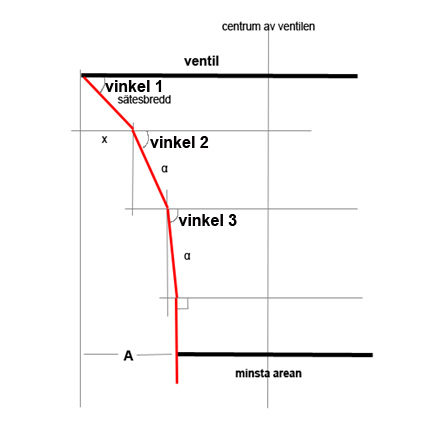 centrum av ventilen
ventil
vinkel 1
sätesbredd
x
vinkel 2
α
vinkel 3
α
A
minsta arean